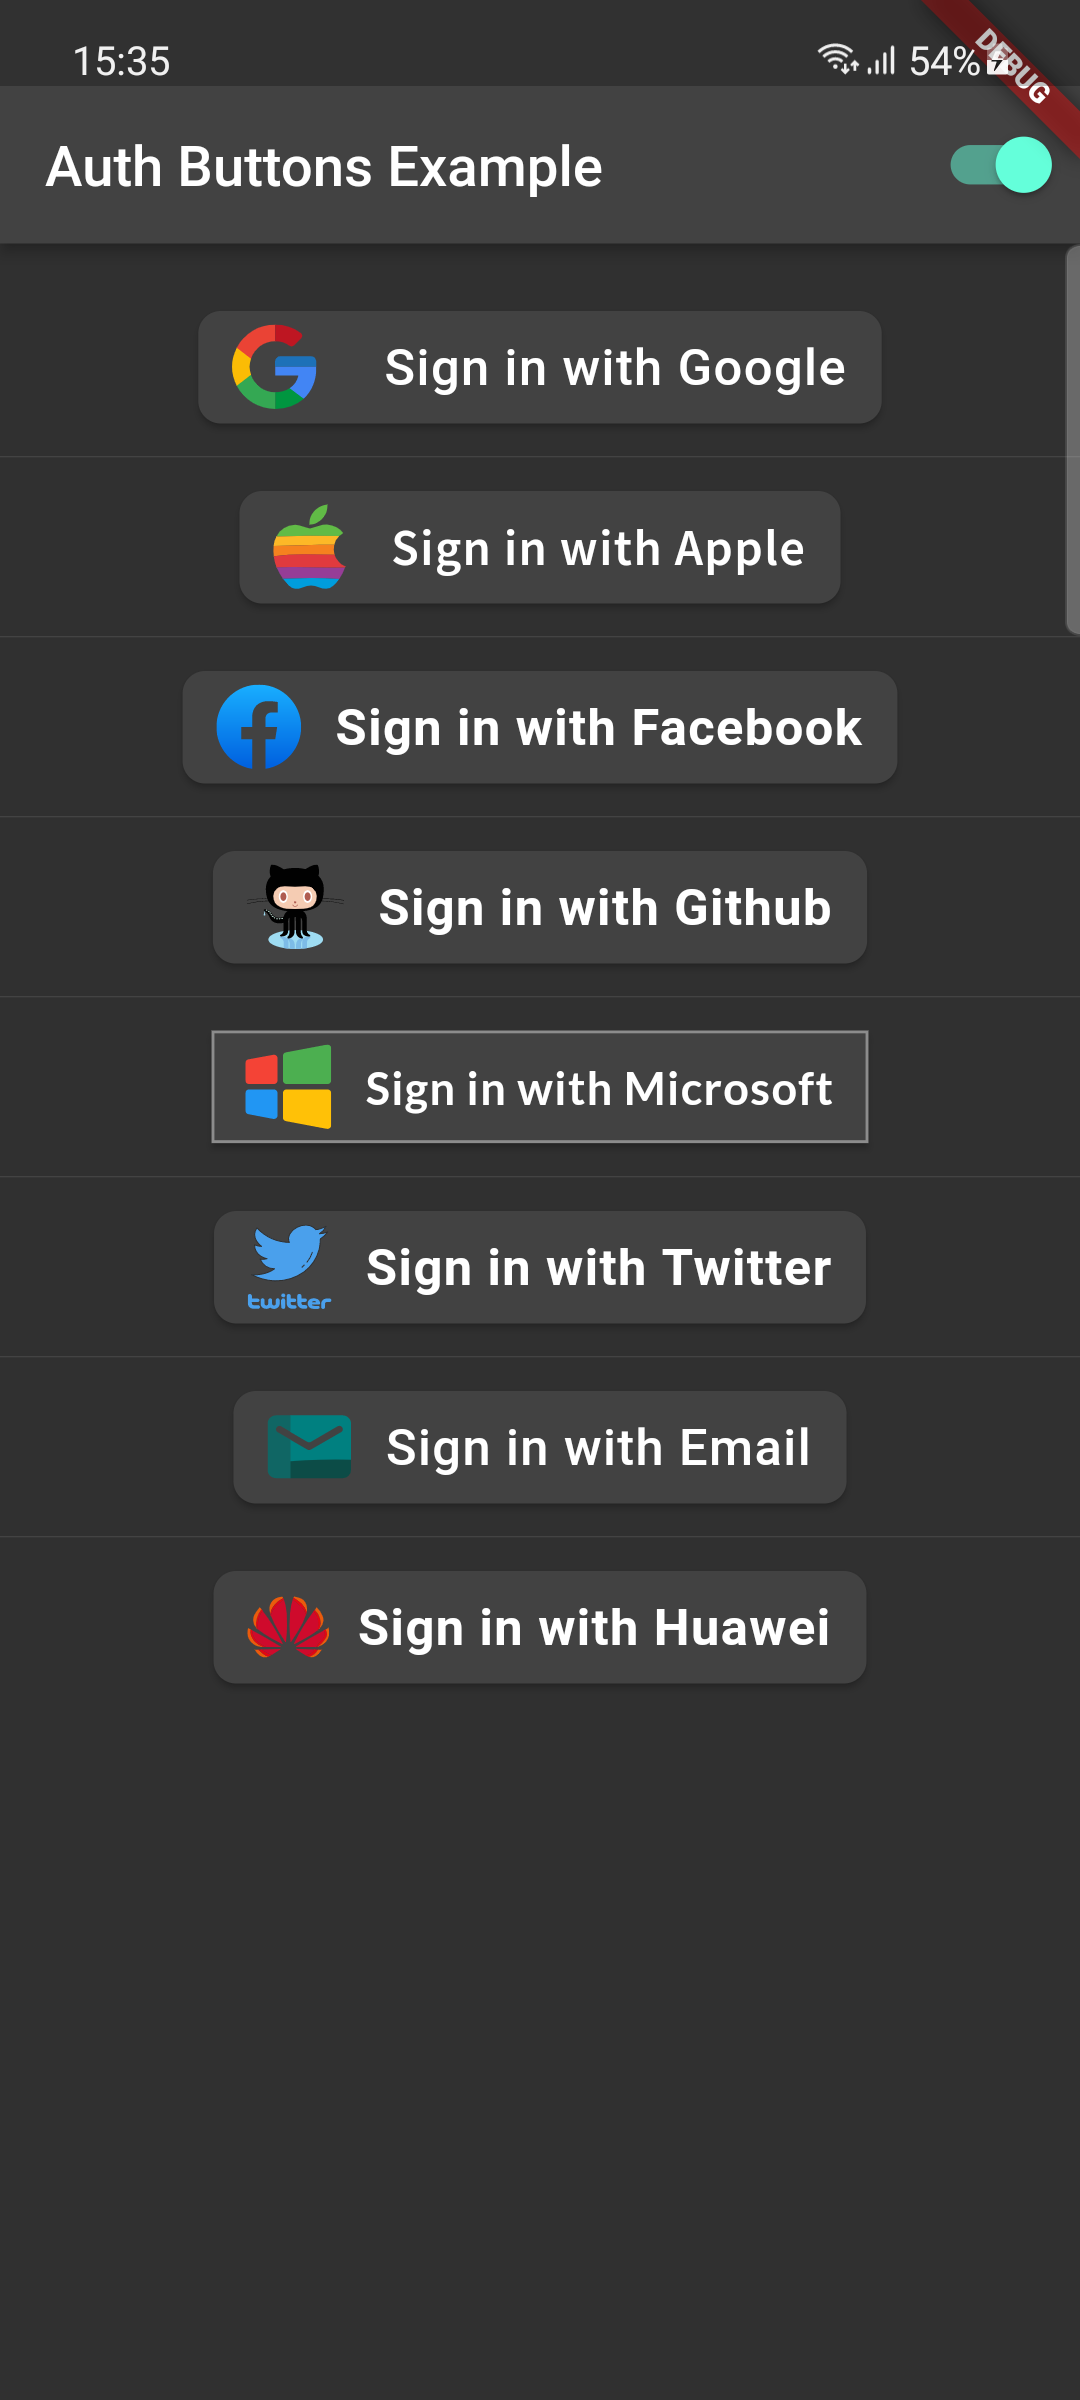 15:35
54%
DEBUG
Auth Buttons Example
Sign in with Google
Sign in with Apple
Sign in with Facebook
Sign in with Github
Sign in with Microsoft
Sign in with Twitter
twitter
Sign in with Email
Sign in with Huawei